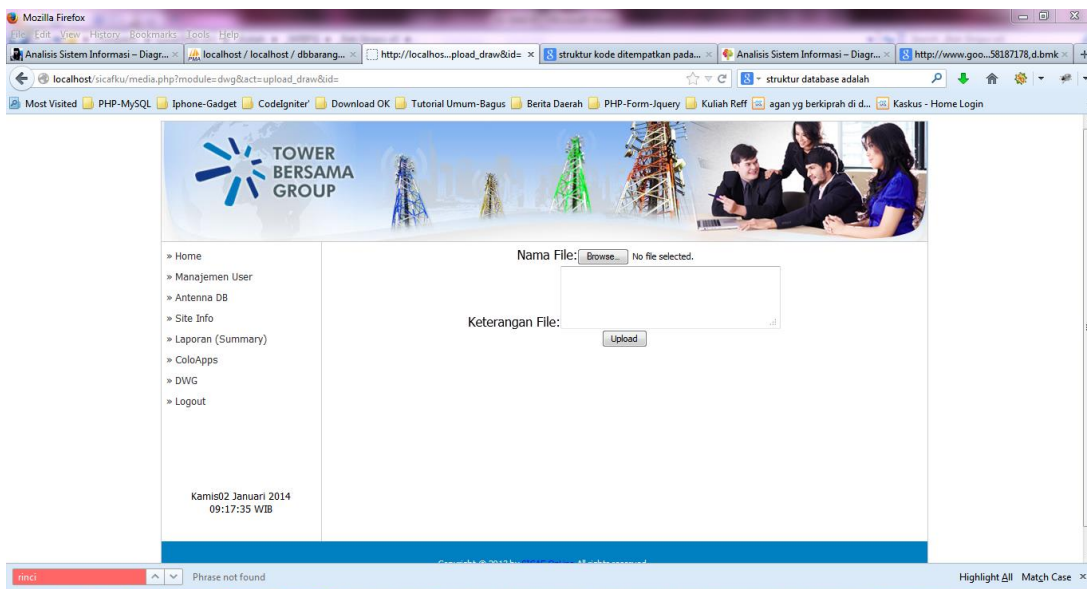 Mozilla Firefox
File Edit View History Bookmarks Tools Help
Analisis Sistem Informasi – Diagr...
localhost / localhost / dbbarang...
http://localhos...pload_draw&id=
struktur kode ditempatkan pada...
Analisis Sistem Informasi – Diagr...
http://www.goo...58187178,d.bmk
localhost/sicafku/media.php?module=dwg&act=upload_draw&id=
struktur database adalah
Most Visited PHP-MySQL Iphone-Gadget CodeIgniter' Download OK Tutorial Umum-Bagus Berita Daerah PHP-Form-Jquery Kuliah Reff agan yg berkiprah di d... Kaskus - Home Login
TOWER
BERSAMA
GROUP
» Home
» Manajemen User
» Antenna DB
» Site Info
» Laporan (Summary)
» ColoApps
» DWG
» Logout
Kamis02 Januari 2014
09:17:35 WIB
Nama File: Browse... No file selected.
Keterangan File:
Upload
rinci
Phrase not found
Highlight All Match Case